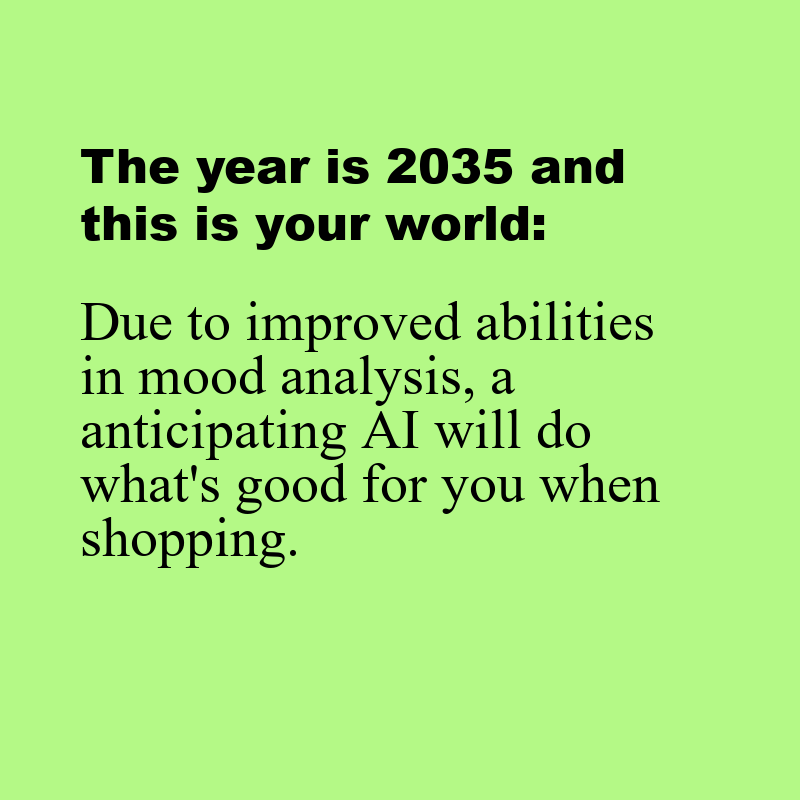 The year is 2035 and
this is your world:
Due to improved abilities
in mood analysis, a
anticipating AI will do
what's good for you when
shopping.